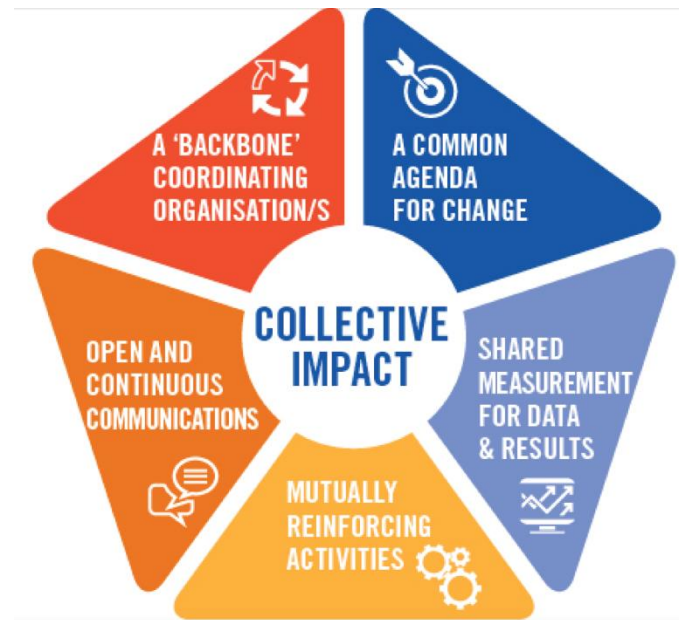 A ‘BACKBONE’
COORDINATING
ORGANISATION/S
A COMMON
AGENDA
FOR CHANGE
COLLECTIVE
IMPACT
OPEN AND
CONTINUOUS
COMMUNICATIONS
SHARED
MEASUREMENT
FOR DATA
& RESULTS
MUTUALLY
REINFORCING
ACTIVITIES